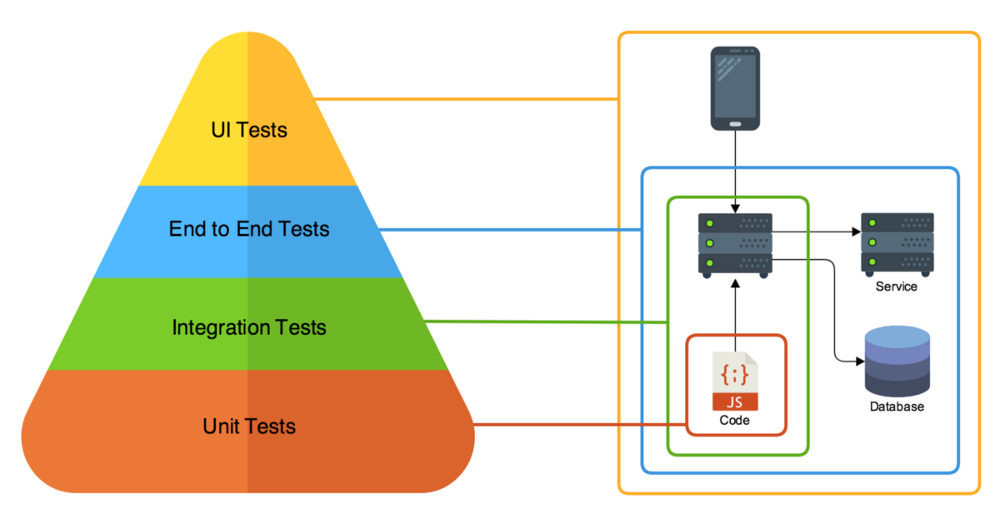 UI Tests
End to End Tests
Integration Tests
Unit Tests
Service
{;}
JS
Code
Database